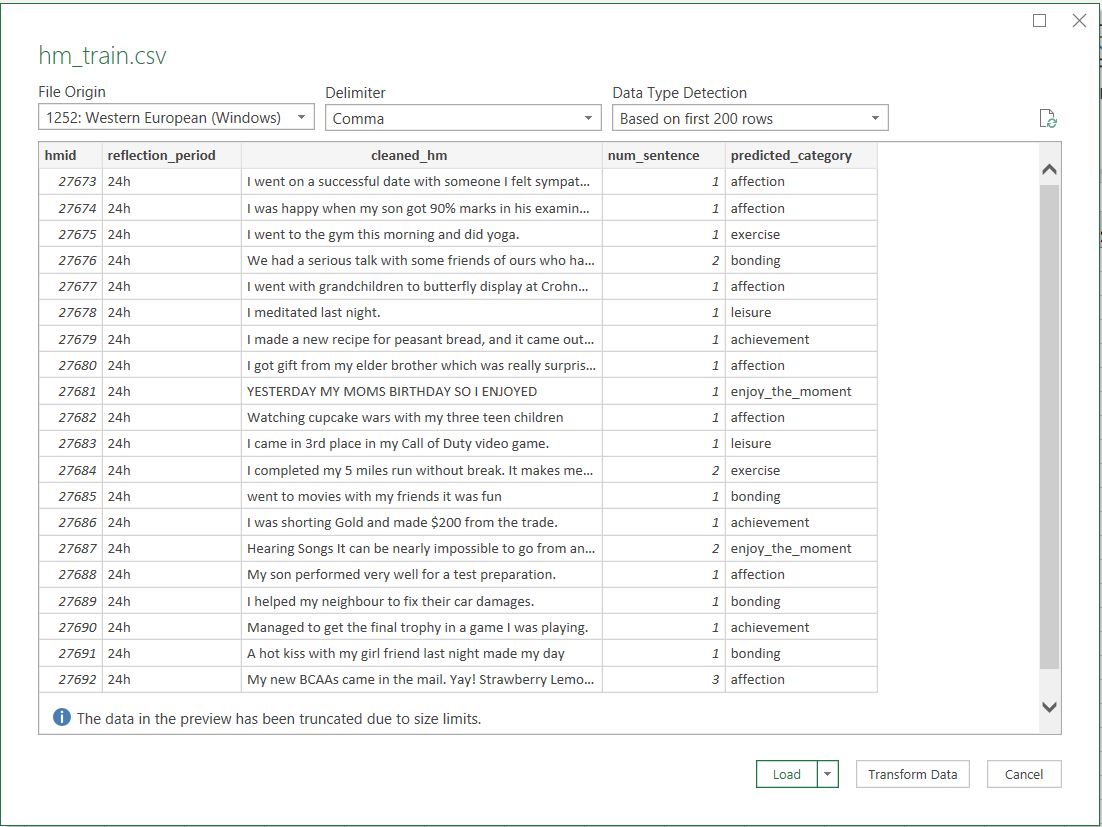 hm_train.csv
File Origin Delimiter Data Type Detection
1252: Western European (Windows) Comma Based on first 200 rows
hmid reflection_period cleaned_hm num_sentence predicted_category
27673 24h I went on a successful date with someone I felt sympat... 1 affection
27674 24h I was happy when my son got 90% marks in his examin... 1 affection
27675 24h I went to the gym this morning and did yoga. 1 exercise
27676 24h We had a serious talk with some friends of ours who ha... 2 bonding
27677 24h I went with grandchildren to butterfly display at Crohn... 1 affection
27678 24h I meditated last night. 1 leisure
27679 24h I made a new recipe for peasant bread, and it came out... 1 achievement
27680 24h I got gift from my elder brother which was really surpris... 1 affection
27681 24h YESTERDAY MY MOMS BIRTHDAY SO I ENJOYED 1 enjoy_the_moment
27682 24h Watching cupcake wars with my three teen children 1 affection
27683 24h I came in 3rd place in my Call of Duty video game. 1 leisure
27684 24h I completed my 5 miles run without break. It makes me... 2 exercise
27685 24h went to movies with my friends it was fun 1 bonding
27686 24h I was shorting Gold and made $200 from the trade. 1 achievement
27687 24h Hearing Songs It can be nearly impossible to go from an... 2 enjoy_the_moment
27688 24h My son performed very well for a test preparation. 1 affection
27689 24h I helped my neighbour to fix their car damages. 1 bonding
27690 24h Managed to get the final trophy in a game I was playing. 1 achievement
27691 24h A hot kiss with my girl friend last night made my day 1 bonding
27692 24h My new BCAAs came in the mail. Yay! Strawberry Lemo... 3 affection
The data in the preview has been truncated due to size limits.
Load Transform Data Cancel